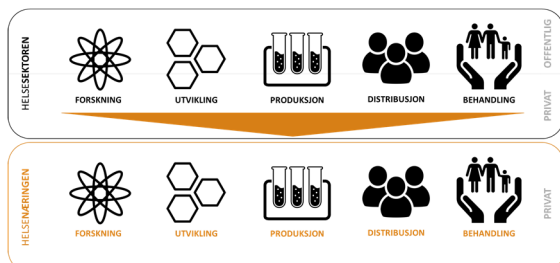 HELSESEKTOREN
FORSKNING
UTVIKLING
PRODUKSJON
DISTRIBUSJON
BEHANDLING
OFFENTLIG
PRIVAT
HELSENÆRINGEN
FORSKNING
UTVIKLING
PRODUKSJON
DISTRIBUSJON
BEHANDLING
PRIVAT